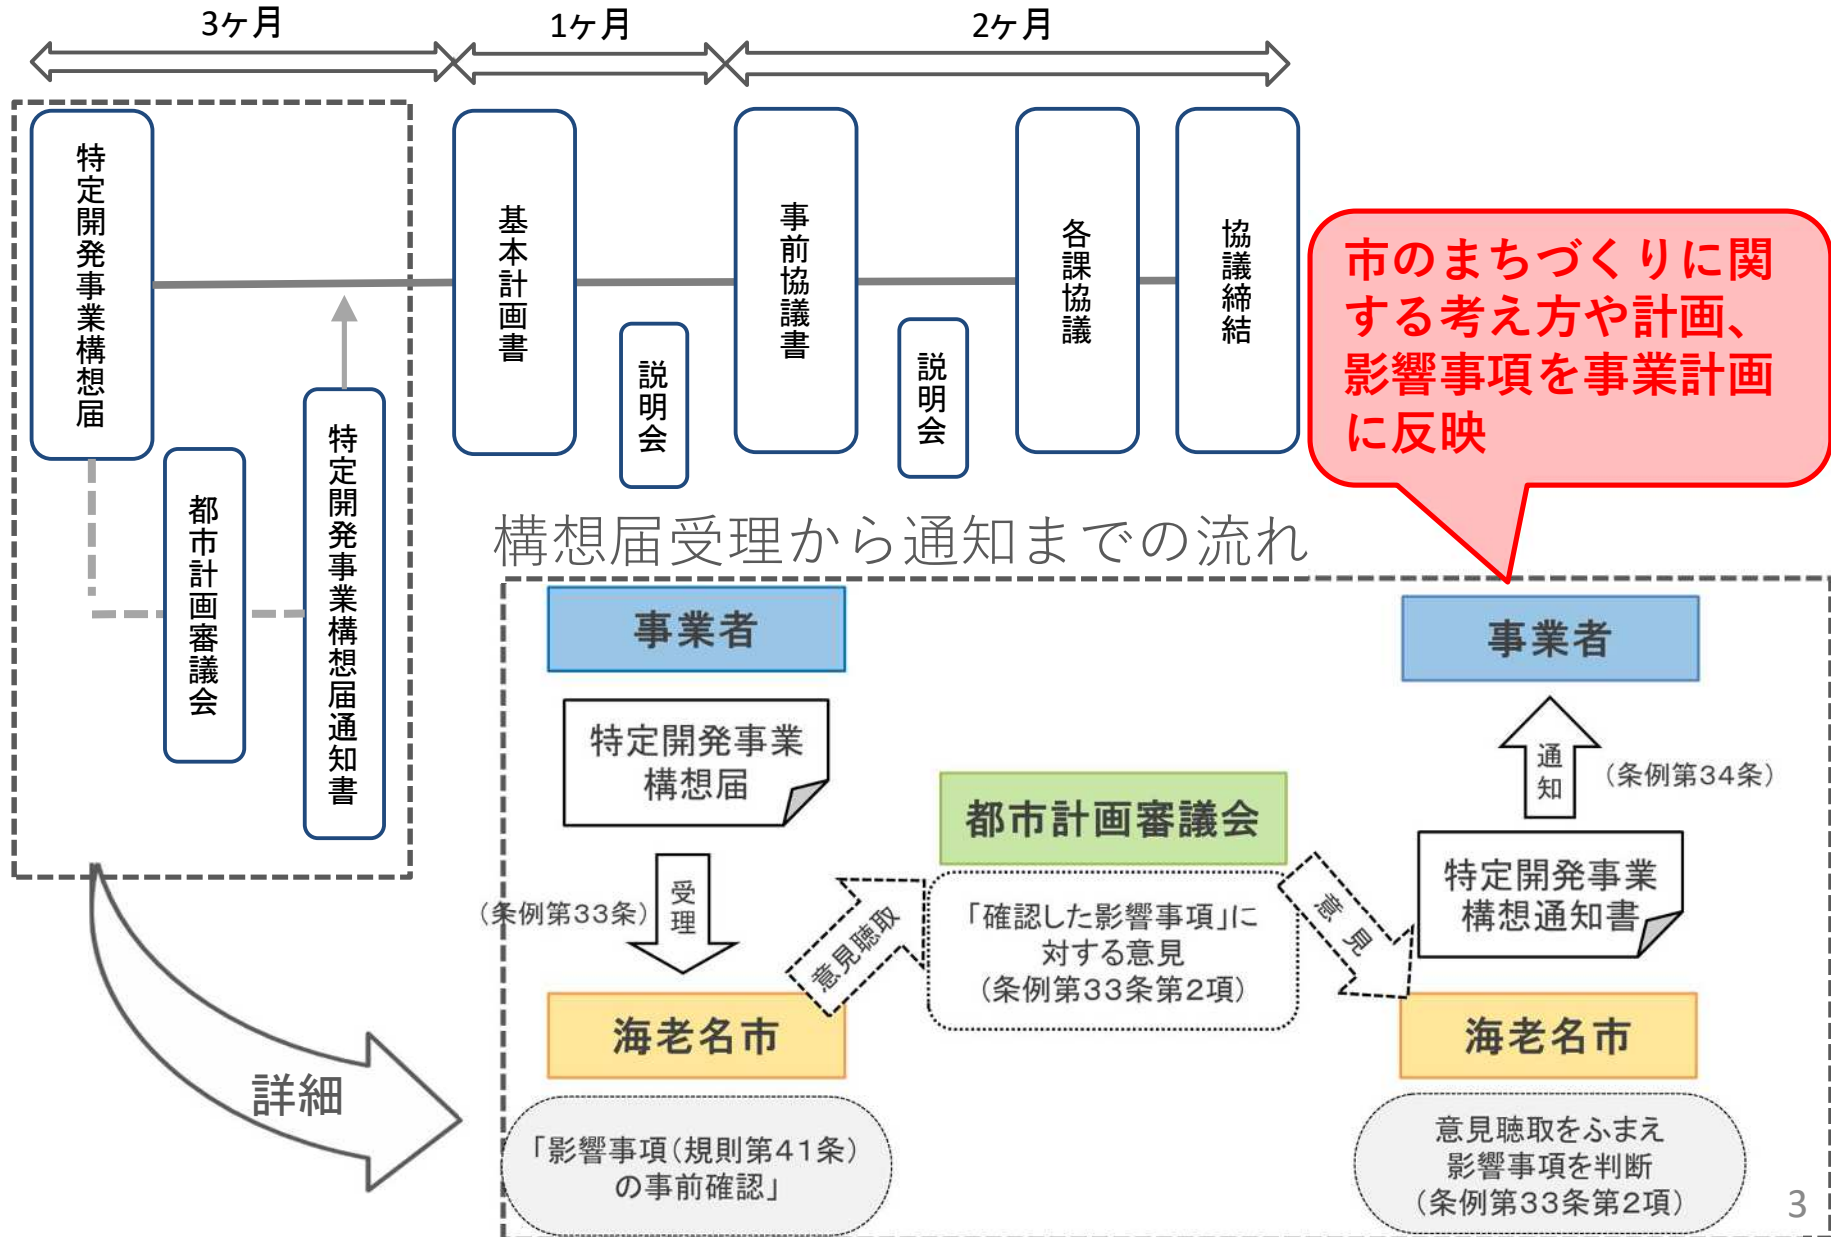 3ヶ月
1ヶ月
2ヶ月
特定開発事業構想届
都市計画審議会
特定開発事業構想届通知書
基本計画書
説明会
事前協議書
説明会
各課協議
協議締結
市のまちづくりに関
する考え方や計画、
影響事項を事業計画
に反映
構想届受理から通知までの流れ
詳細
事業者
特定開発事業
構想届
(条例第33条)
受理
海老名市
「影響事項(規則第41条)
の事前確認」
意見聴取
都市計画審議会
「確認した影響事項」に
対する意見
(条例第33条第2項)
意見
事業者
通知
(条例第34条)
特定開発事業
構想通知書
海老名市
意見聴取をふまえ
影響事項を判断
(条例第33条第2項)
3